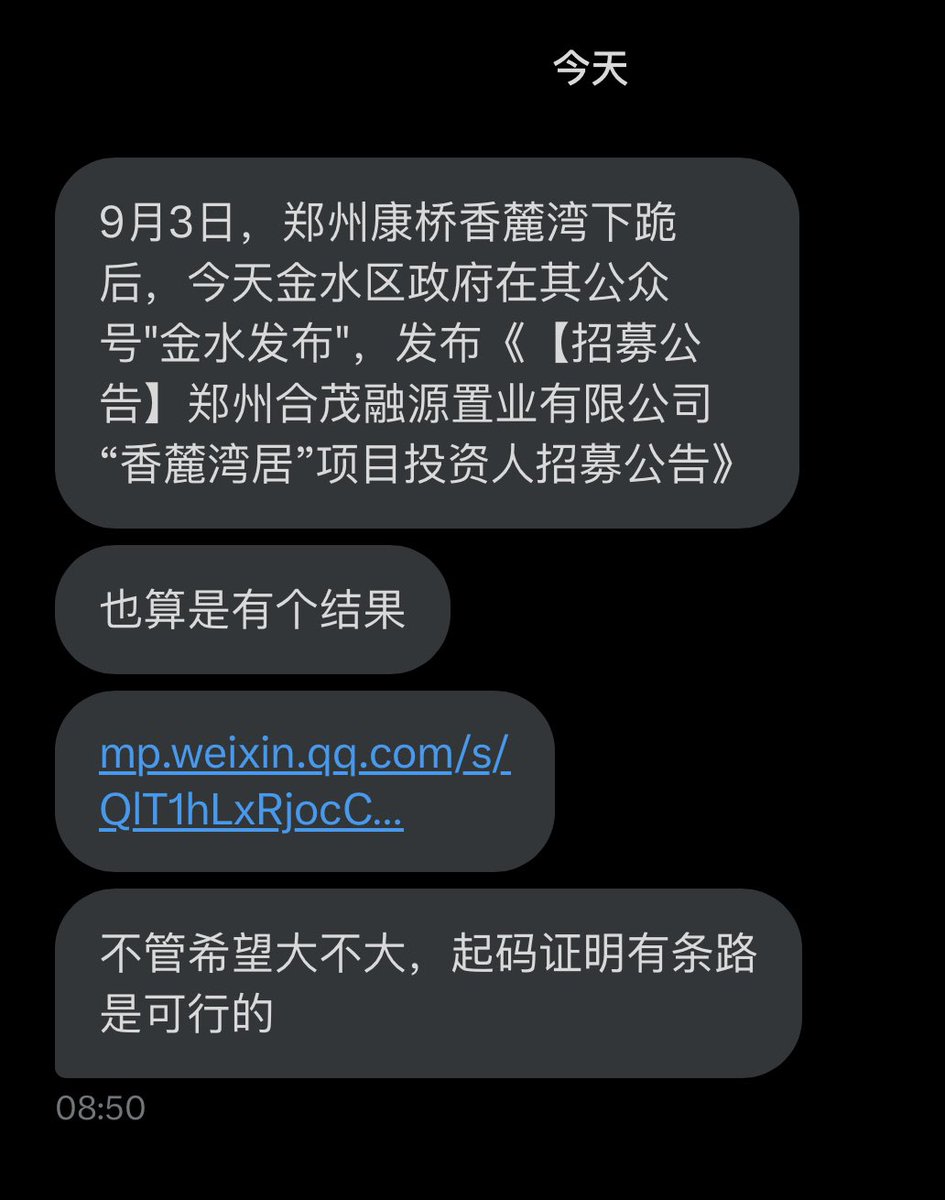 今天
9月3日，郑州康桥香麓湾下跪
后，今天金水区政府在其公众
号"金水发布"，发布《【招募公
告】郑州合茂融源置业有限公司
“香麓湾居”项目投资人招募公告》
也算是有个结果
mp.weixin.qq.com/s/
QlT1hLxRjocC...
不管希望大不大，起码证明有条路
是可行的
08:50